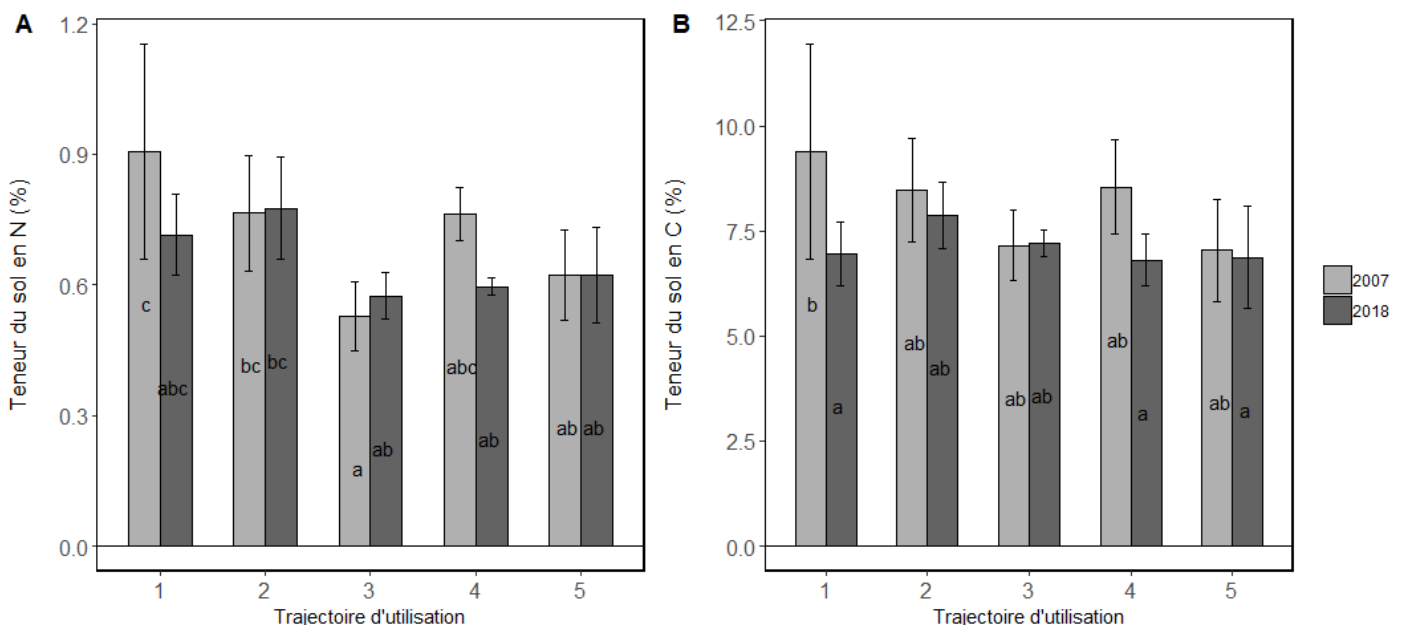 A
Teneur du sol en N (%)
1.2
0.9
0.6
0.3
0.0
c
abc
bc
bc
a
ab
abc
ab
ab
ab
1
2
3
4
5
Trajectoire d'utilisation
B
Teneur du sol en C (%)
12.5
10.0
7.5
5.0
2.5
0.0
b
a
ab
ab
ab
ab
ab
a
ab
a
1
2
3
4
5
Trajectoire d'utilisation
2007
2018